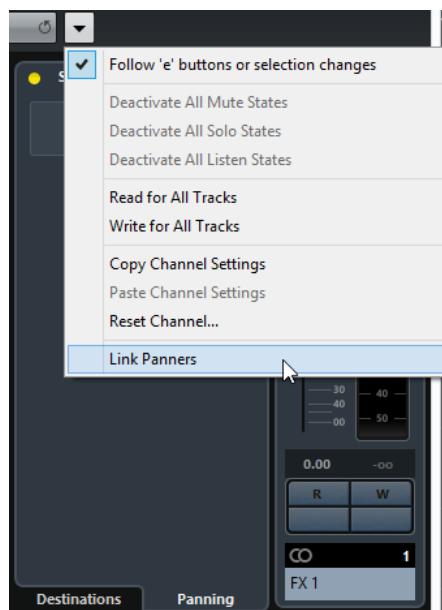 S
Follow 'e' buttons or selection changes
Deactivate All Mute States
Deactivate All Solo States
Deactivate All Listen States
Read for All Tracks
Write for All Tracks
Copy Channel Settings
Paste Channel Settings
Reset Channel...
Link Panners
30
40
40
00
50
0.00
-oo
R
W
1
FX 1
Destinations
Panning